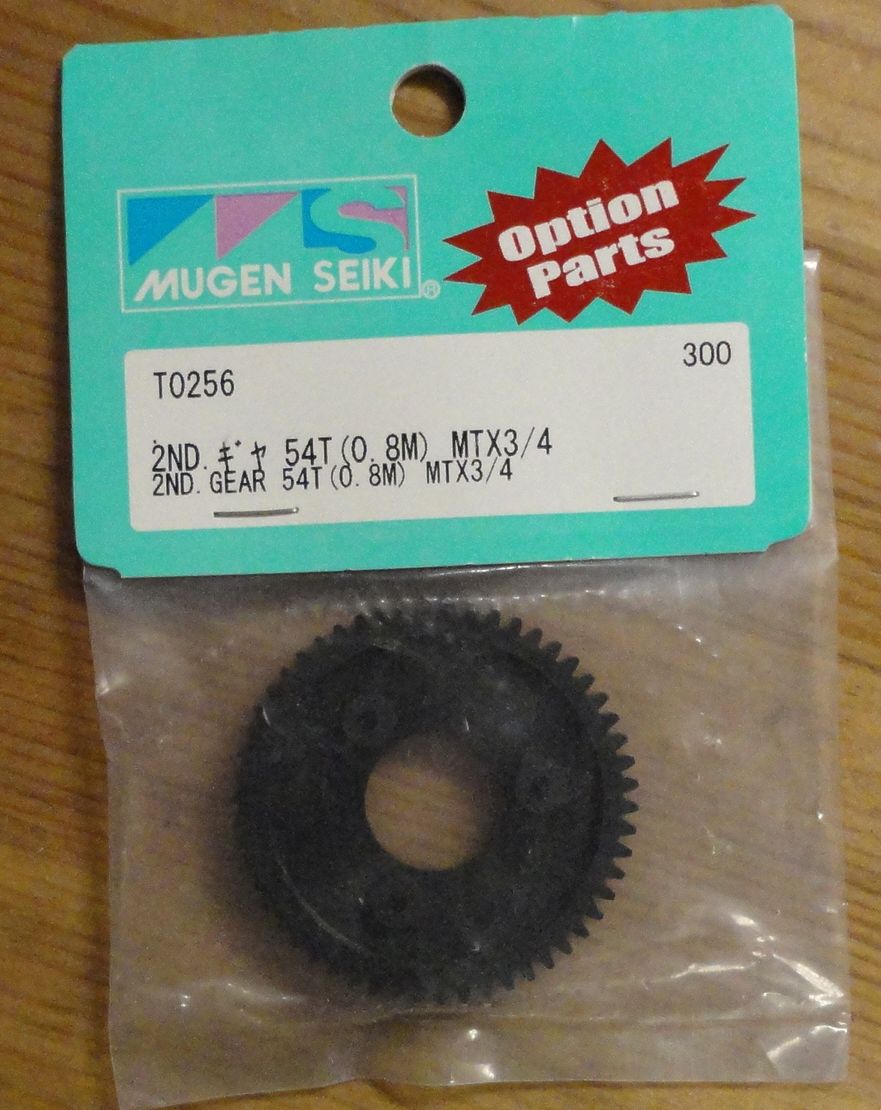 MUGEN SEIKI®
Option
Parts
T0256
300
2ND. ギヤ 54T(0.8M) MTX3/4
2ND. GEAR 54T(0.8M) MTX3/4